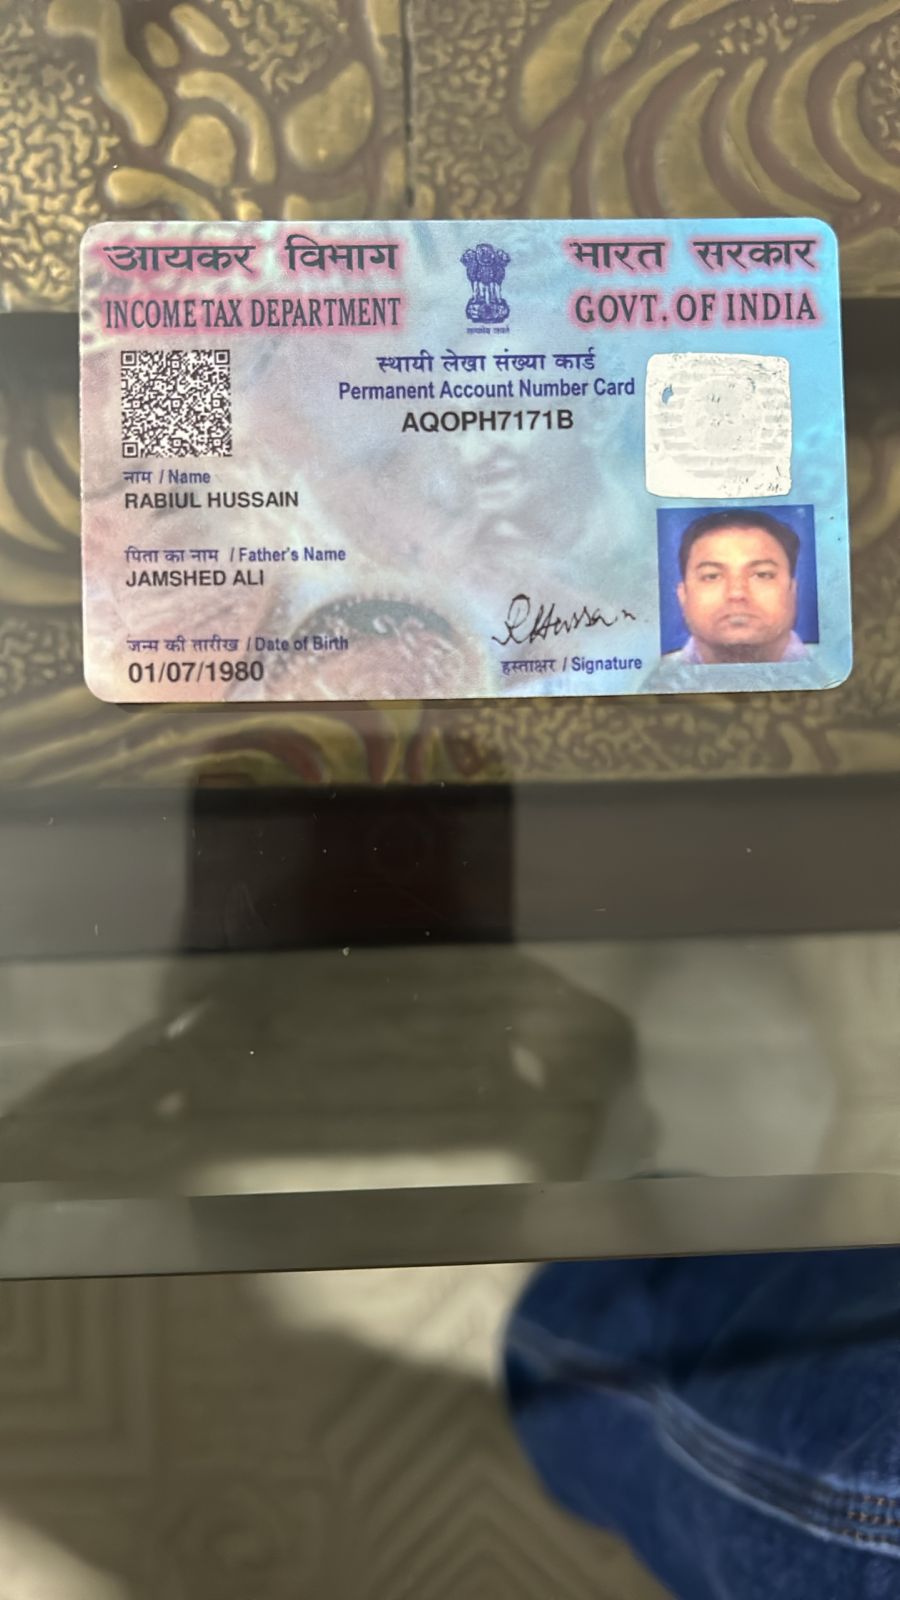 आयकर विभाग
INCOME TAX DEPARTMENT
भारत सरकार
GOVT. OF INDIA
सत्यमेव जयते
स्थायी लेखा संख्या कार्ड
Permanent Account Number Card
AQOPH7171B
नाम / Name
RABIUL HUSSAIN
पिता का नाम / Father's Name
JAMSHED ALI
जन्म की तारीख / Date of Birth
01/07/1980
RHussain
हस्ताक्षर / Signature